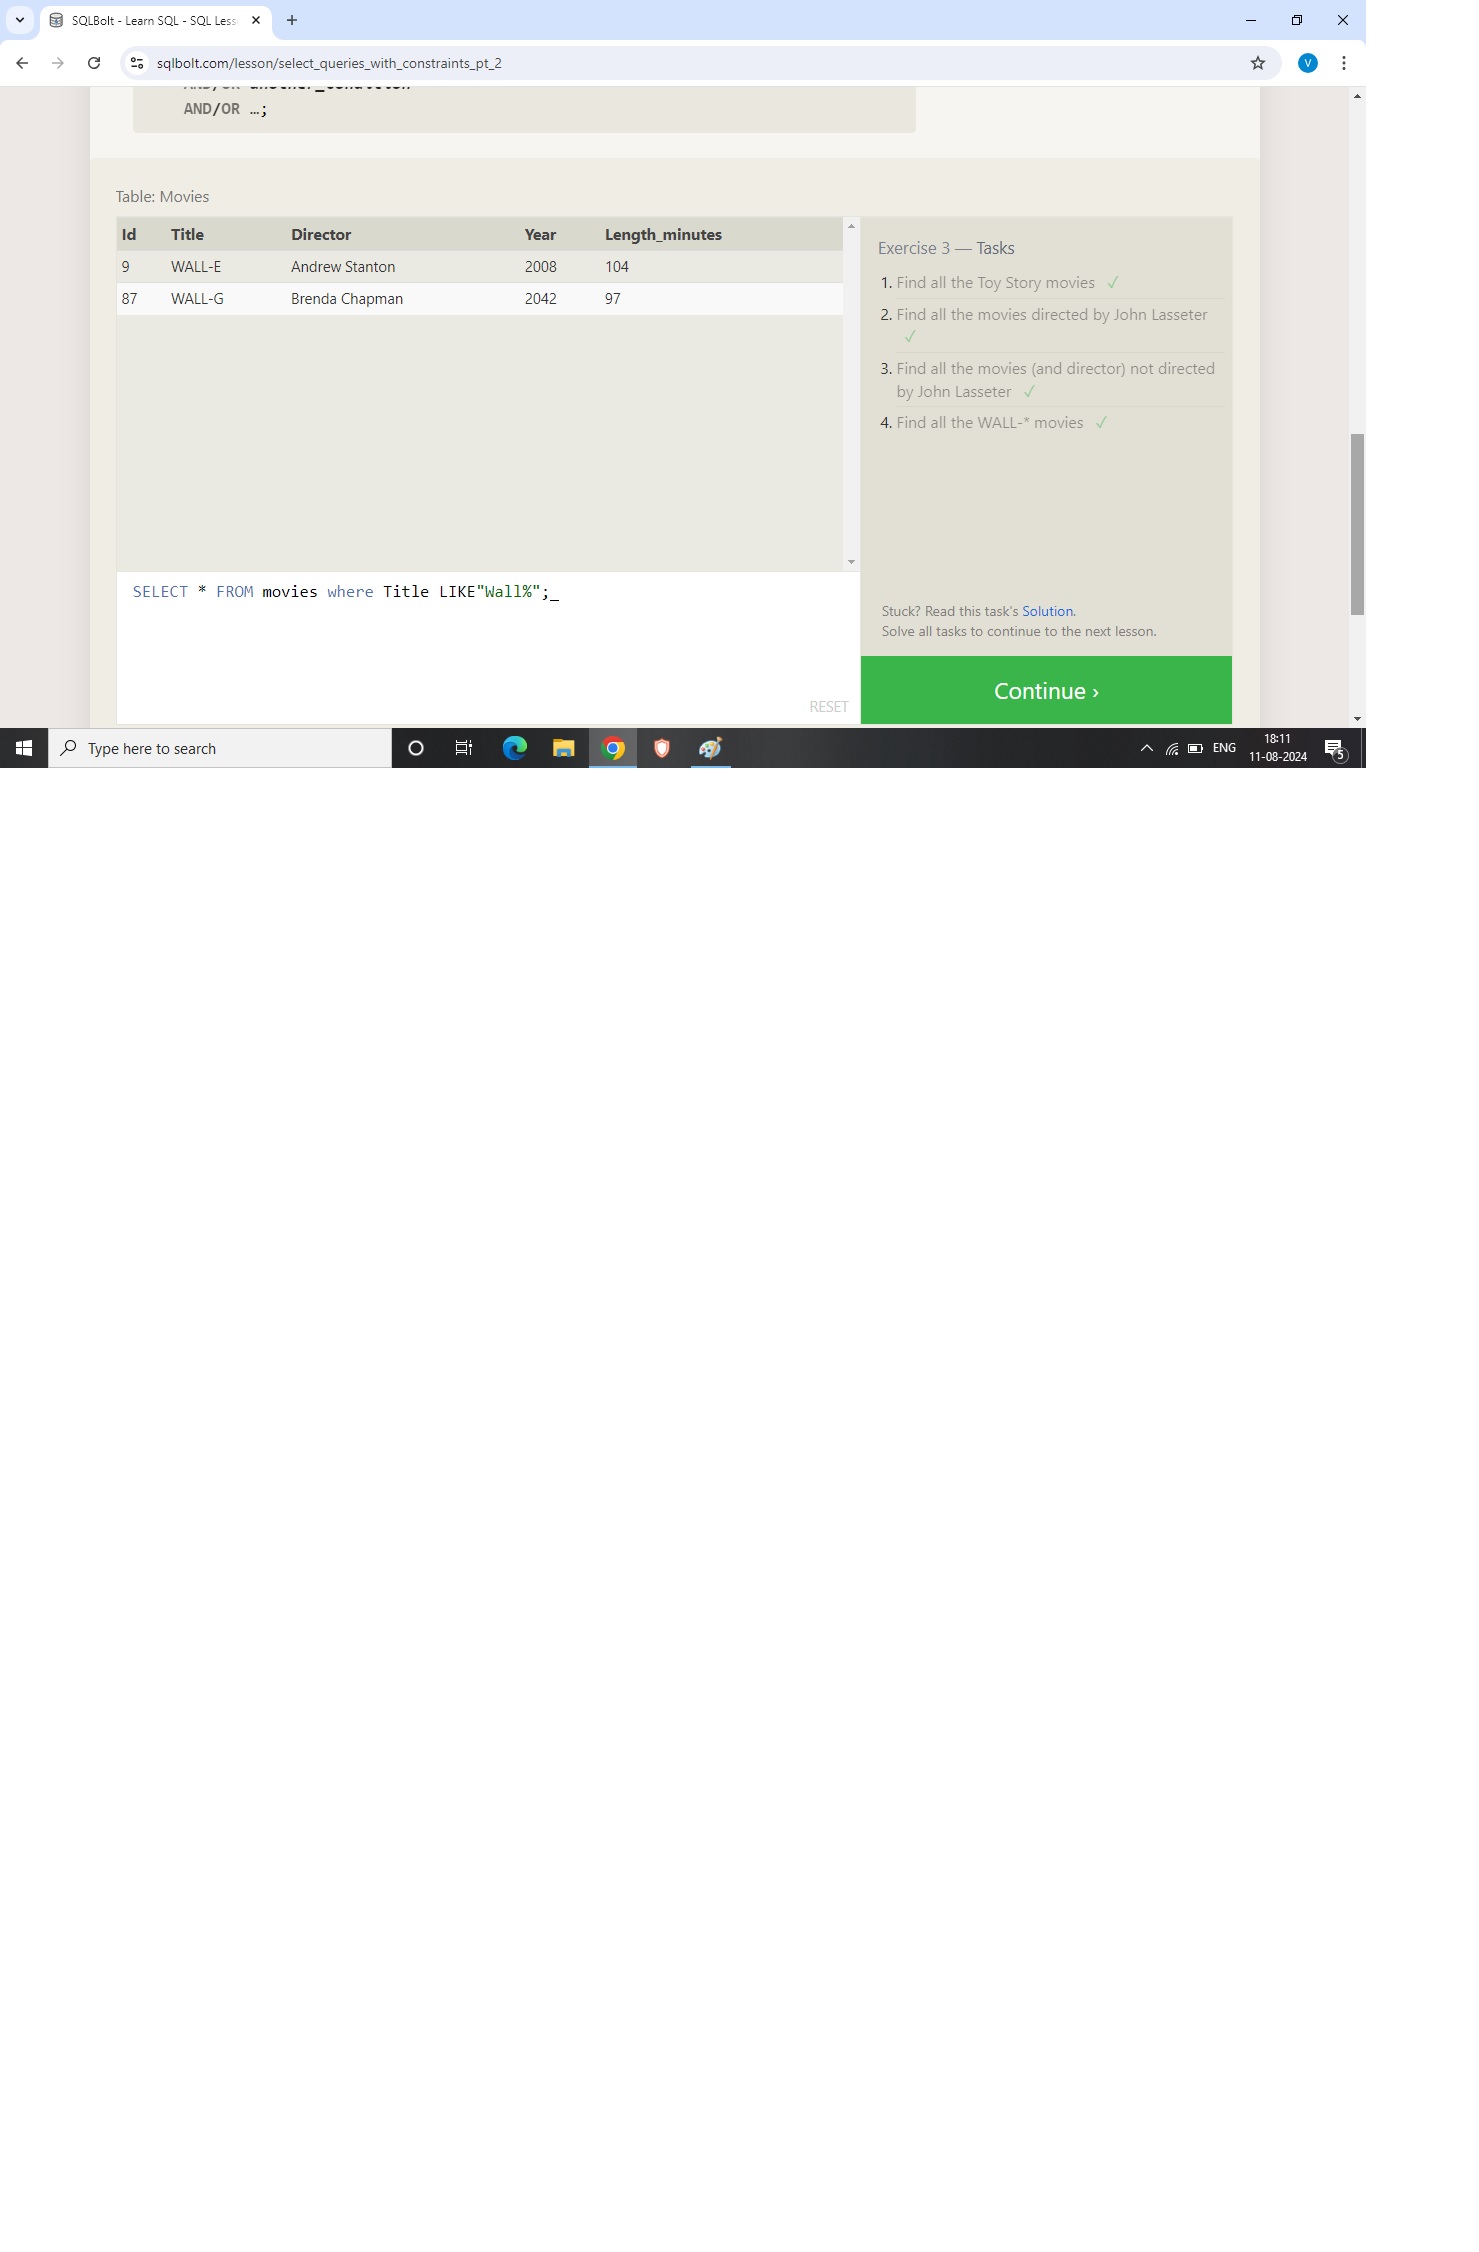 SQLBolt - Learn SQL - SQL Less
sqlbolt.com/lesson/select_queries_with_constraints_pt_2
V
AND/OR another_condition
AND/OR …;
Table: Movies
Id Title Director Year Length_minutes
9 WALL-E Andrew Stanton 2008 104
87 WALL-G Brenda Chapman 2042 97
SELECT * FROM movies where Title LIKE"Wall%";_
RESET
Exercise 3 — Tasks
1. Find all the Toy Story movies ✓
2. Find all the movies directed by John Lasseter
✓
3. Find all the movies (and director) not directed
by John Lasseter ✓
4. Find all the WALL-* movies ✓
Stuck? Read this task's Solution.
Solve all tasks to continue to the next lesson.
Continue ›
Type here to search
ENG
18:11
11-08-2024
5